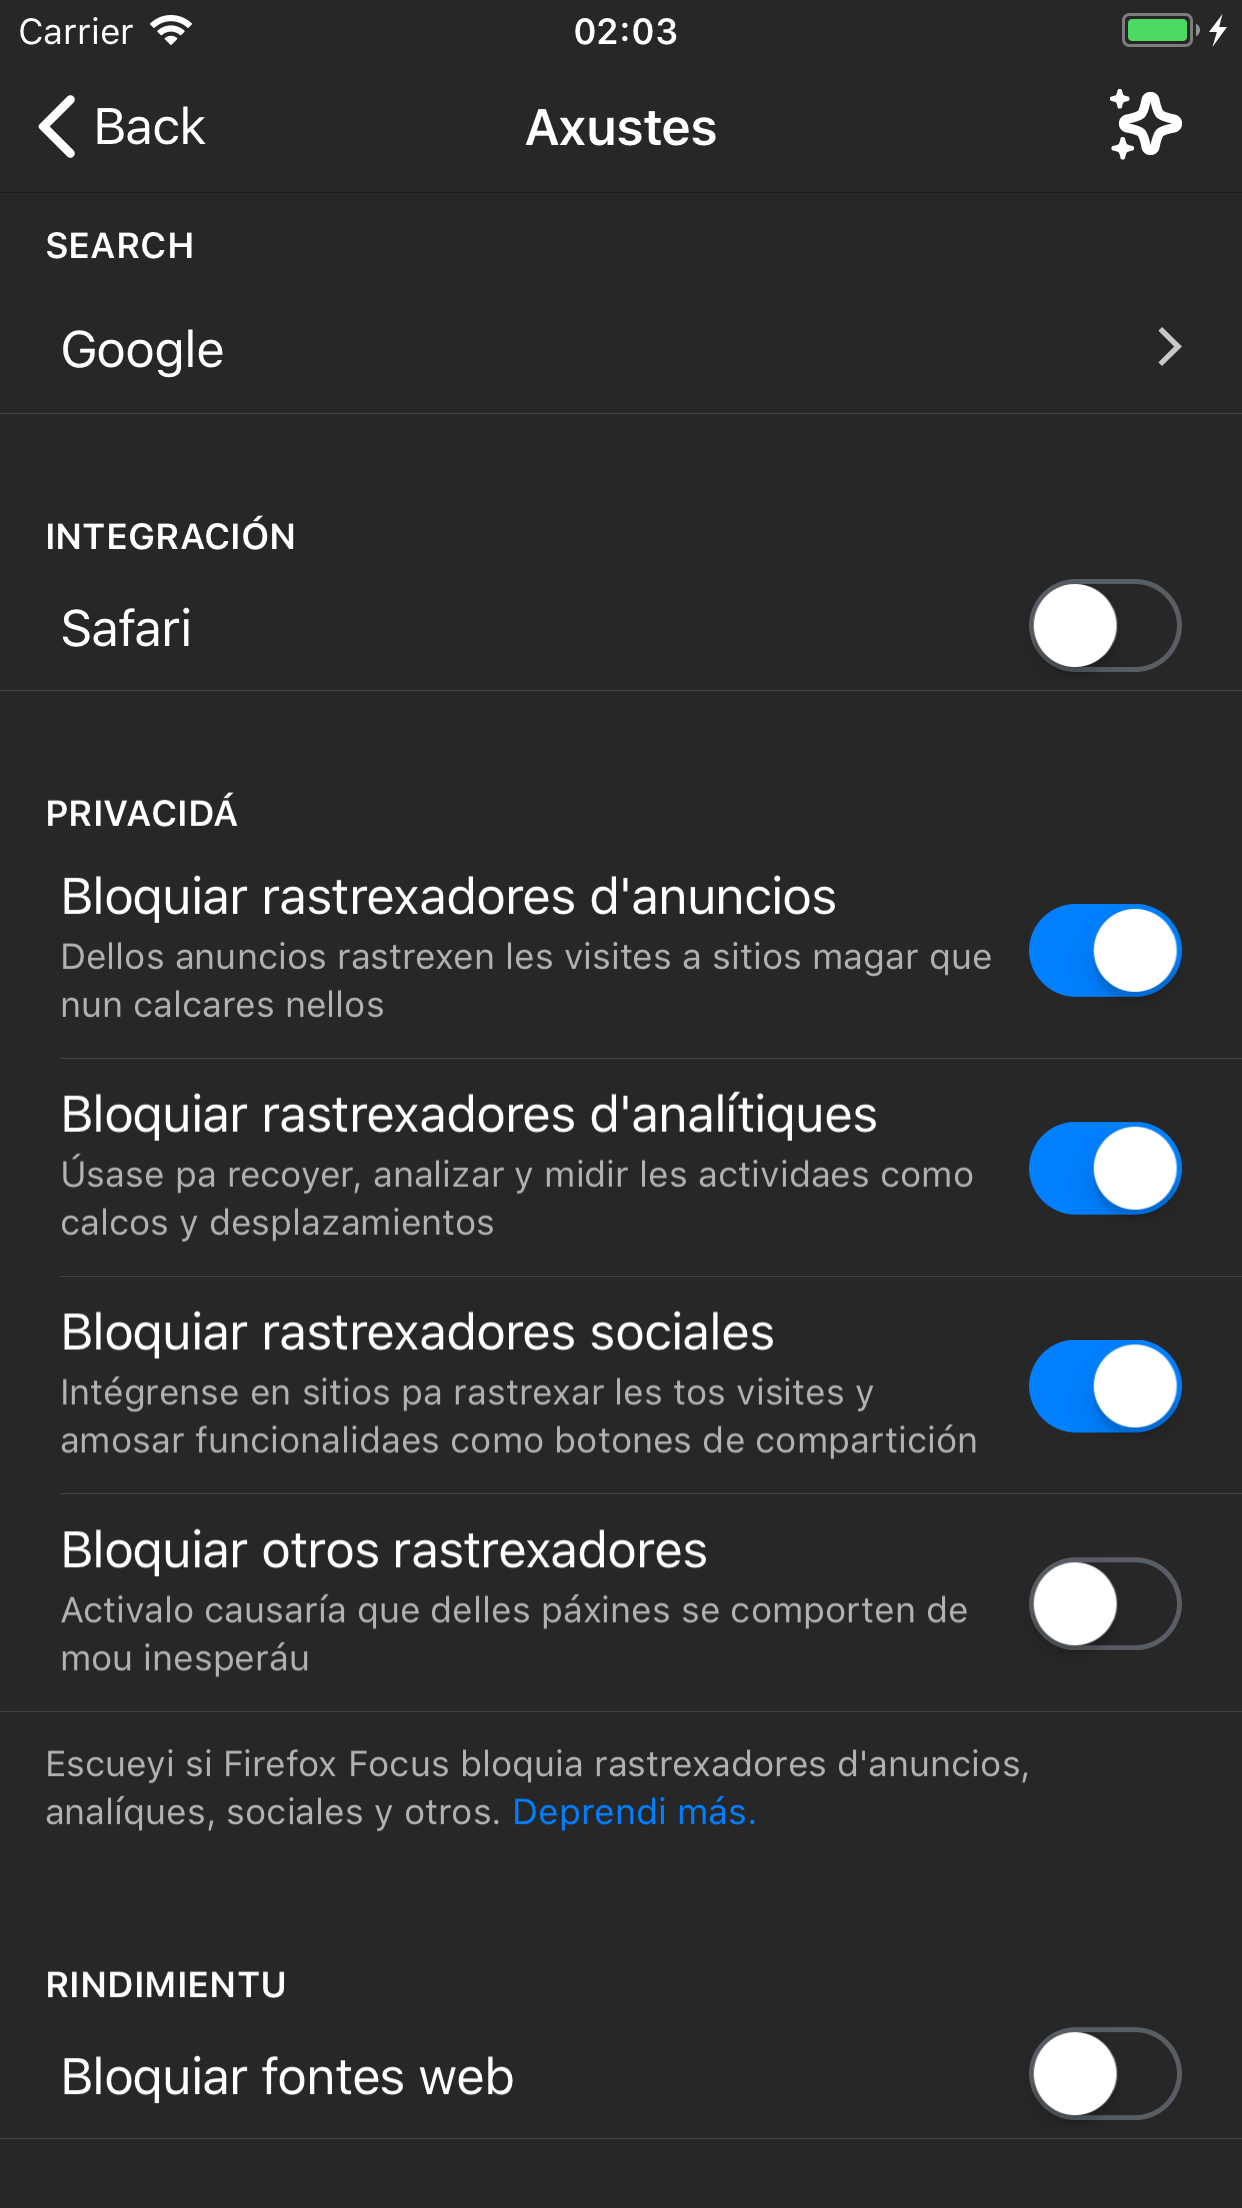 Carrier
02:03
Back
Axustes
SEARCH
Google
INTEGRACIÓN
Safari
PRIVACIDÁ
Bloquiar rastrexadores d'anuncios
Dellos anuncios rastrexen les visites a sitios magar que
nun calcares nellos
Bloquiar rastrexadores d'analítiques
Úsase pa recoyer, analizar y midir les actividaes como
calcos y desplazamientos
Bloquiar rastrexadores sociales
Intégrense en sitios pa rastrexar les tos visites y
amosar funcionalidaes como botones de compartición
Bloquiar otros rastrexadores
Activalo causaría que delles páxines se comporten de
mou inesperáu
Escueyi si Firefox Focus bloquia rastrexadores d'anuncios,
analíques, sociales y otros. Deprendi más.
RINDIMIENTU
Bloquiar fontes web